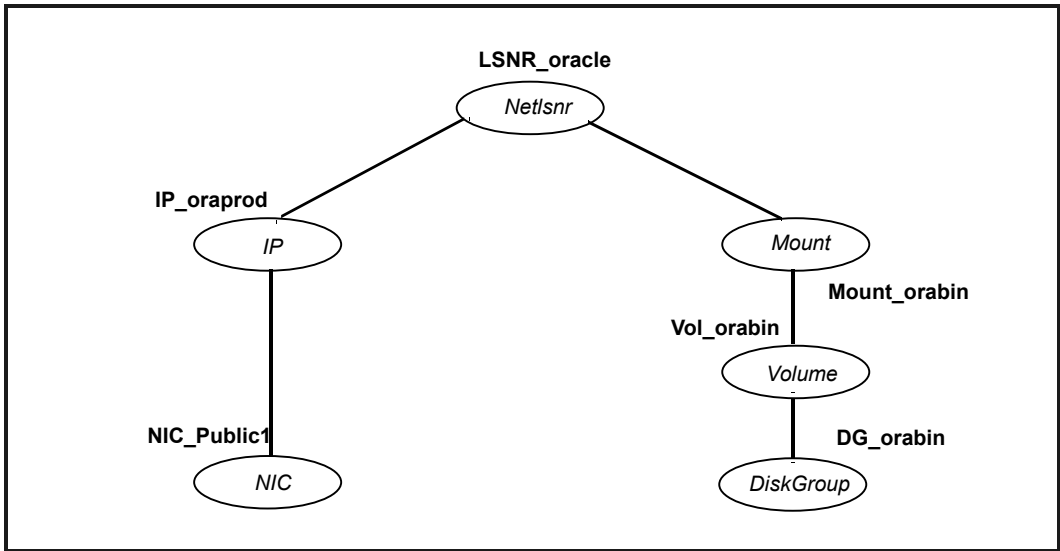 LSNR_oracle
Netlsnr
IP_oraprod
IP
Mount
Mount_orabin
Vol_orabin
Volume
NIC_Public1
DG_orabin
NIC
DiskGroup